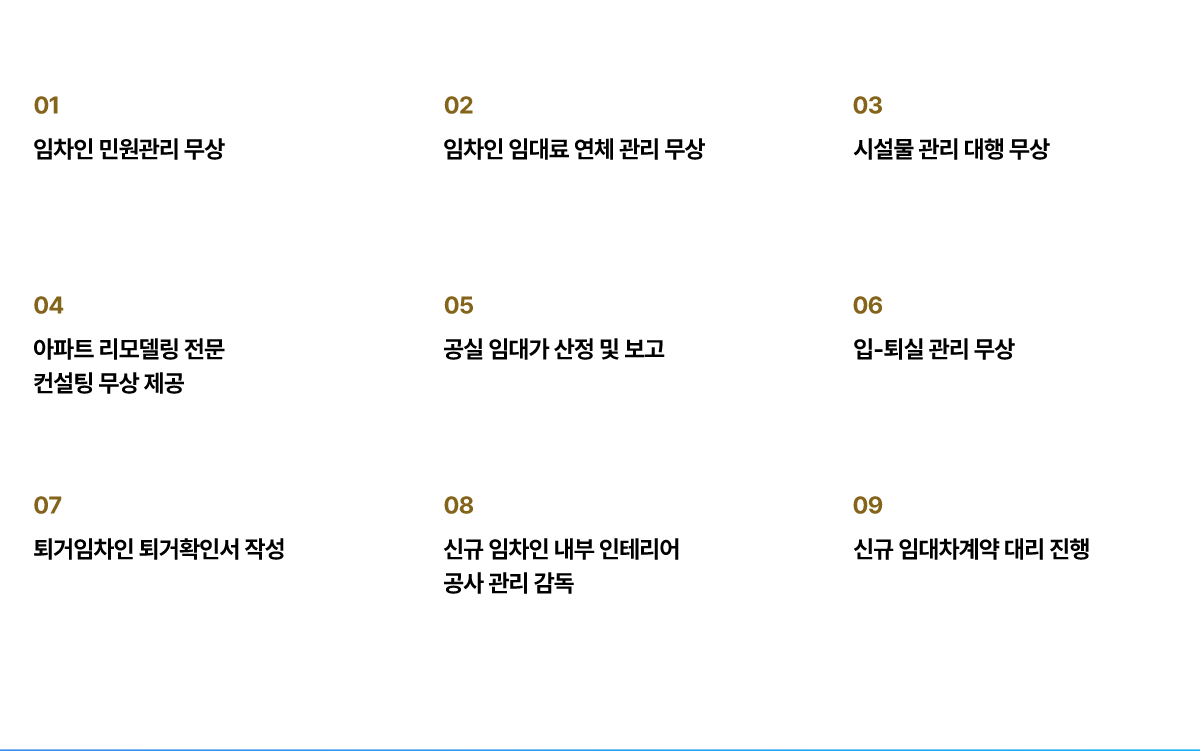 01
임차인 민원관리 무상
02
임차인 임대료 연체 관리 무상
03
시설물 관리 대행 무상
04
아파트 리모델링 전문
컨설팅 무상 제공
05
공실 임대가 산정 및 보고
06
입-퇴실 관리 무상
07
퇴거임차인 퇴거확인서 작성
08
신규 임차인 내부 인테리어
공사 관리 감독
09
신규 임대차계약 대리 진행